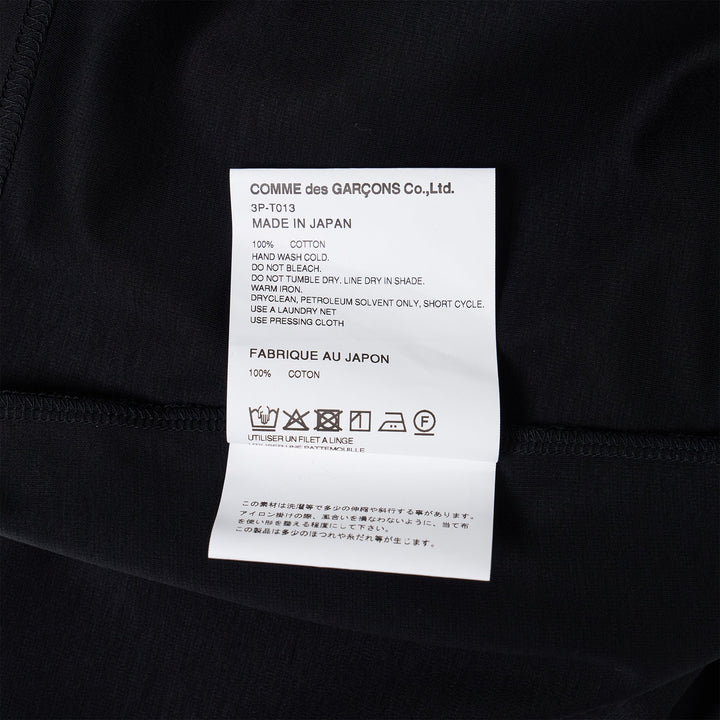 COMME des GARÇONS Co.,Ltd.
3P-T013
MADE IN JAPAN
100% COTTON
HAND WASH COLD.
DO NOT BLEACH.
DO NOT TUMBLE DRY. LINE DRY IN SHADE.
WARM IRON.
DRYCLEAN, PETROLEUM SOLVENT ONLY, SHORT CYCLE.
USE A LAUNDRY NET
USE PRESSING CLOTH
FABRIQUE AU JAPON
100% COTON
F
UTILISER UN FILET A LINGE
UTILISER UNE PATTEMOUILLE
この素材は洗濯等で多少の伸縮や斜行する事があります。
アイロン掛けの際、風合いを損なわないように、当て布
を使い形を整える程度にして下さい。
この製品は多少のほつれや糸だれ等が生じます。